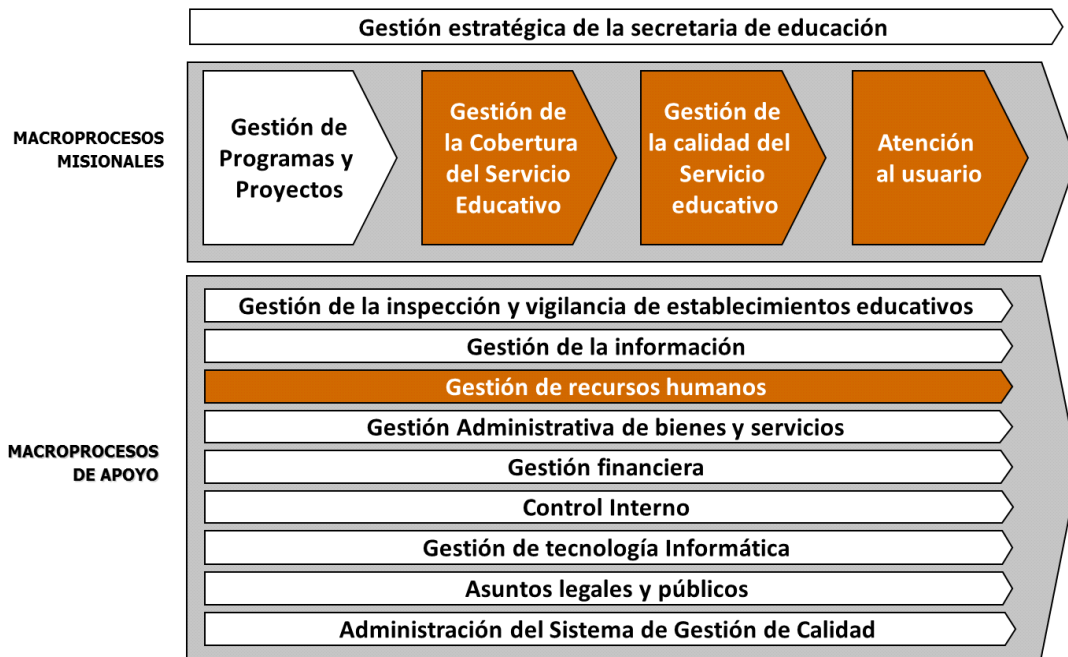 Gestión estratégica de la secretaria de educación
MACROPROCESOS
MISIONALES
Gestión de
Programas y
Proyectos
Gestión de
la Cobertura
del Servicio
Educativo
Gestión de
la calidad del
Servicio
educativo
Atención
al usuario
MACROPROCESOS
DE APOYO
Gestión de la inspección y vigilancia de establecimientos educativos
Gestión de la información
Gestión de recursos humanos
Gestión Administrativa de bienes y servicios
Gestión financiera
Control Interno
Gestión de tecnología Informática
Asuntos legales y públicos
Administración del Sistema de Gestión de Calidad